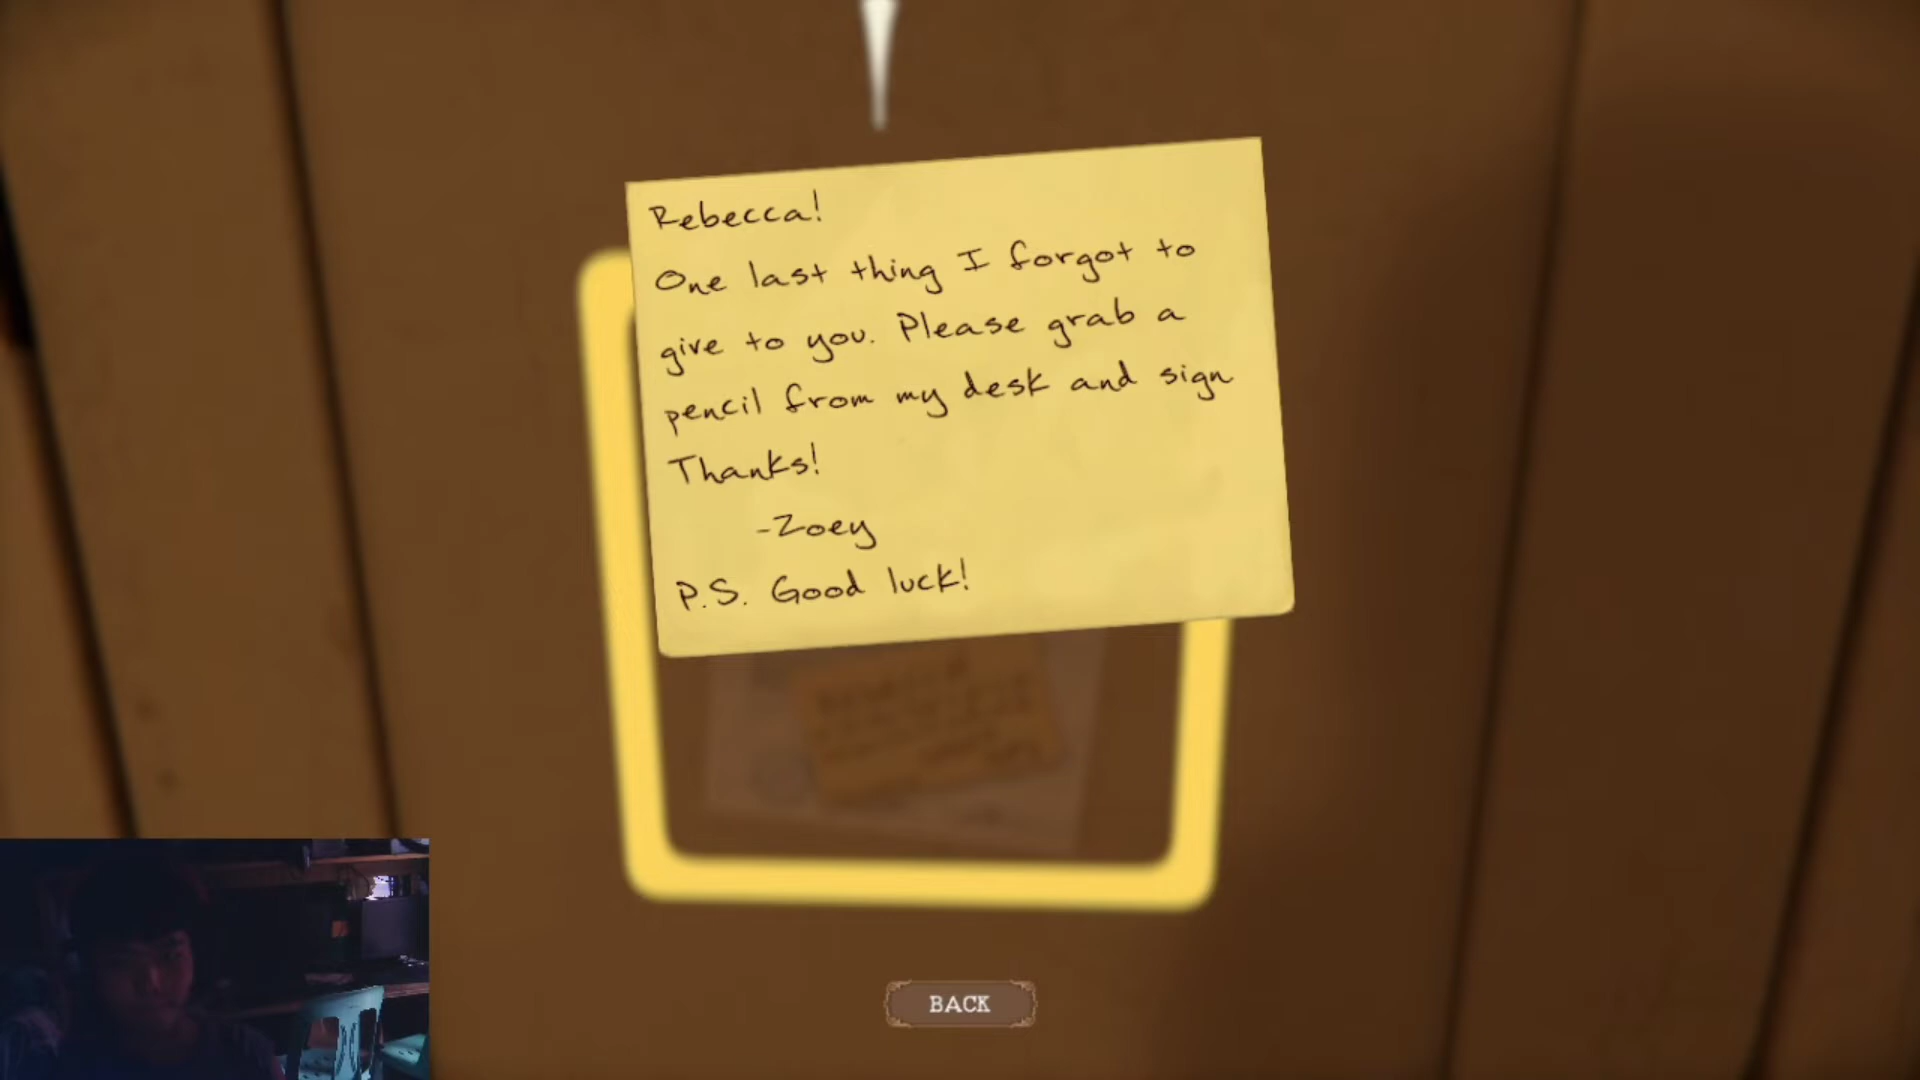 Rebecca!
One last thing I forgot to
give to you. Please grab a
pencil from my desk and sign
Thanks!
-Zoey
P.S. Good luck!
BACK